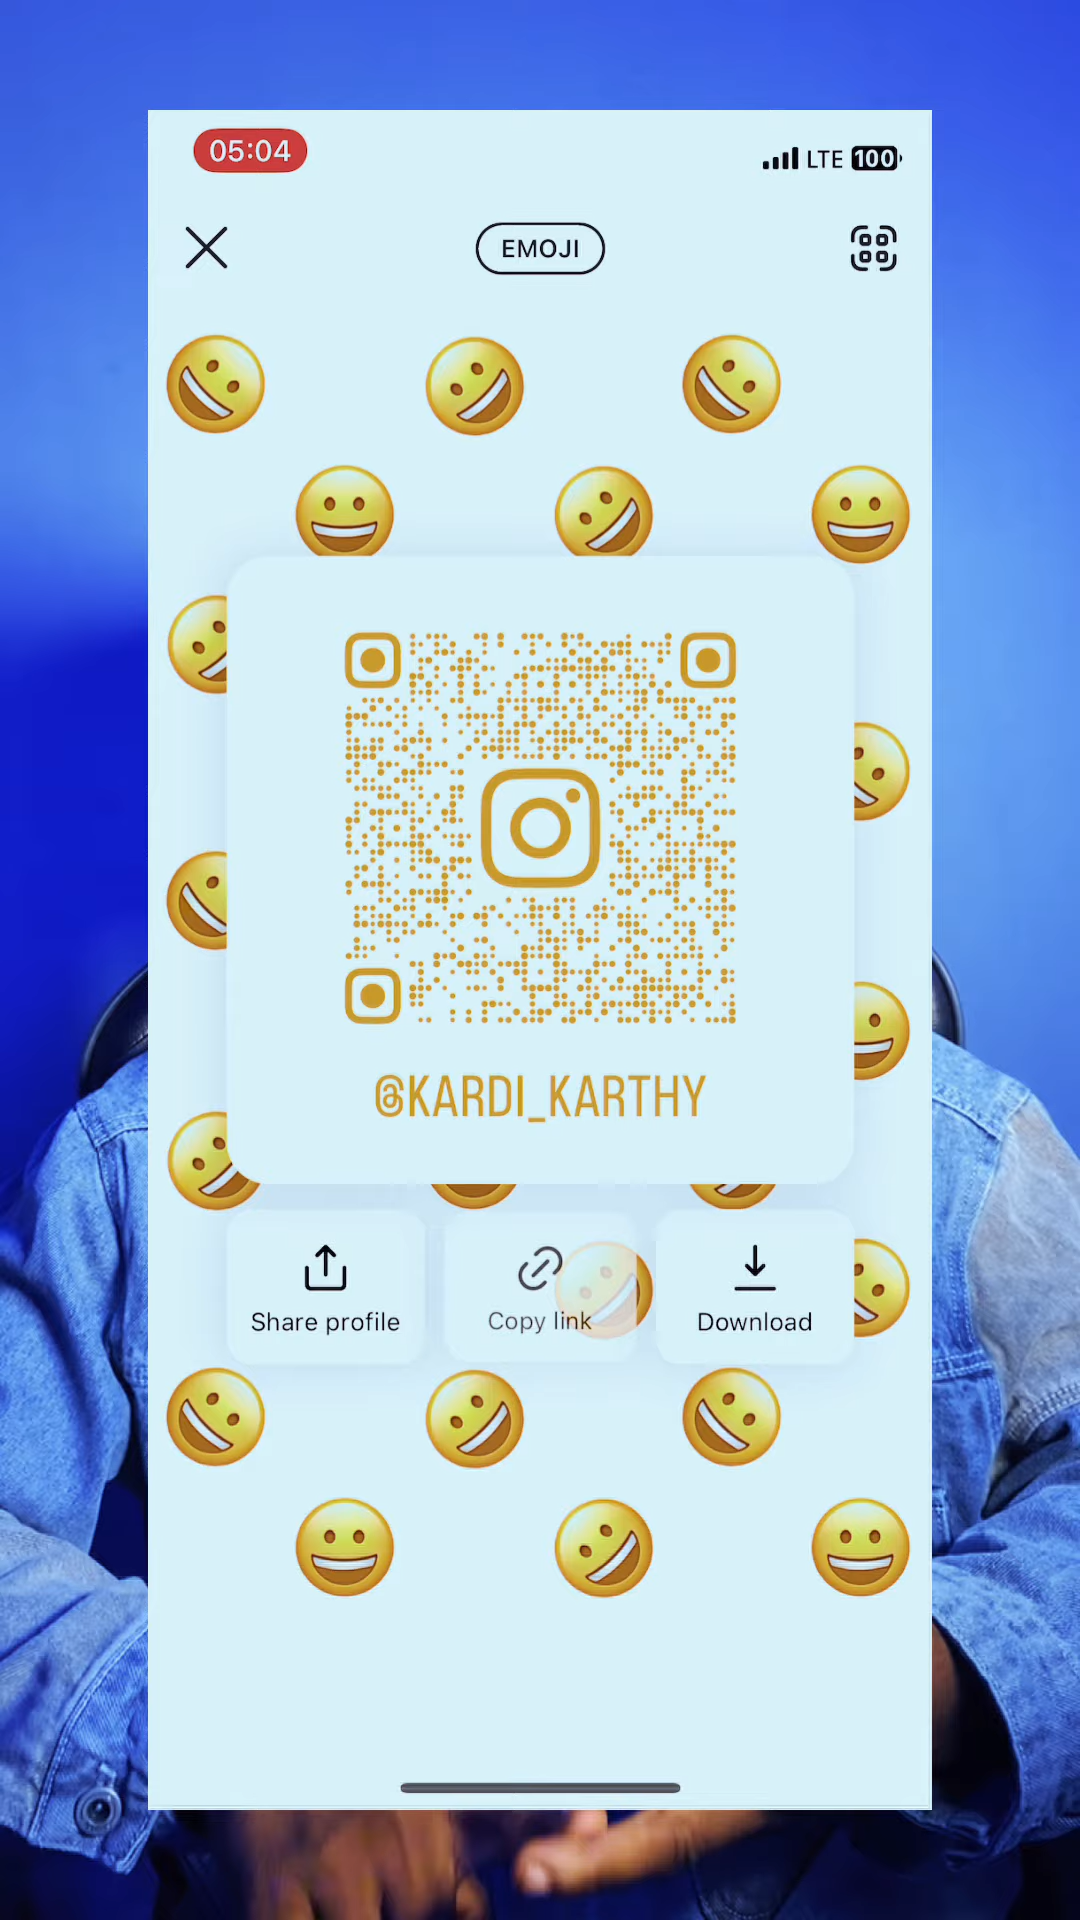 05:04
LTE 100
EMOJI
@KARDI_KARTHY
Share profile
Copy link
Download